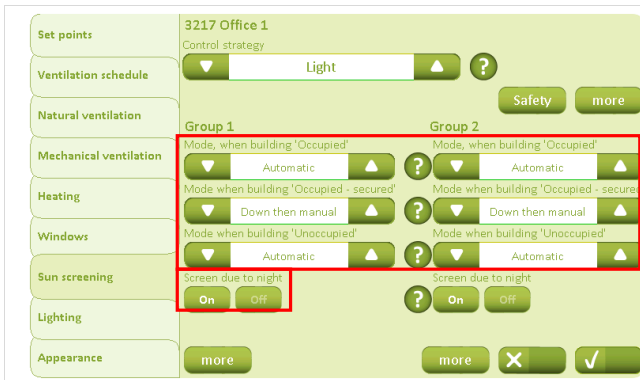 3217 Office 1
Control strategy
Light
?
Safety more
Set points
Ventilation schedule
Natural ventilation
Mechanical ventilation
Heating
Windows
Sun screening
Lighting
Appearance
Group 1 Group 2
Mode, when building 'Occupied' Mode, when building 'Occupied'
Automatic ? Automatic
Mode when building 'Occupied - secured' Mode when building 'Occupied - secured
Down then manual ? Down then manual
Mode when building 'Unoccupied' Mode when building 'Unoccupied'
Automatic ? Automatic
Screen due to night Screen due to night
On Off ? On Off
more more